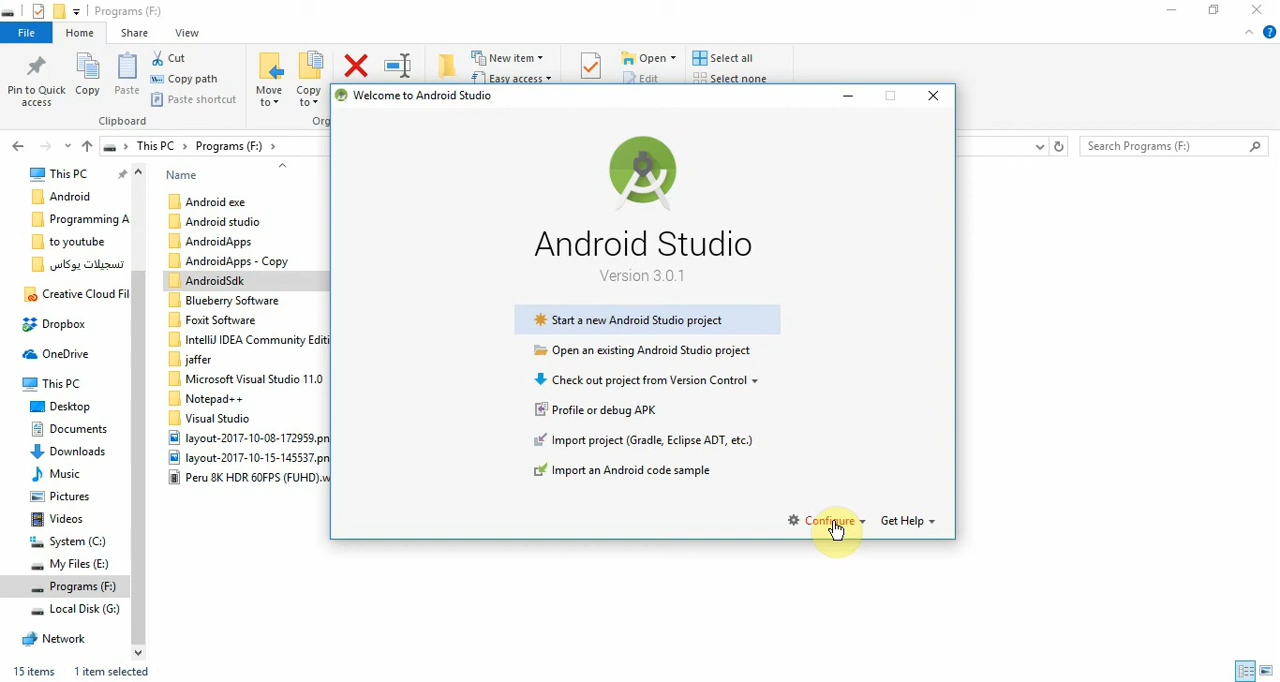 Programs (F:)
File Home Share View
Pin to Quick access
Copy
Paste
Cut
Copy path
Paste shortcut
Clipboard
Move to
Copy to
New item
Easy access
Open
Edit
Select all
Select none
This PC > Programs (F:) >
Search Programs (F:)
This PC
Android
Programming A
to youtube
تسجيلات يوكاس
Creative Cloud Fil
Dropbox
OneDrive
This PC
Desktop
Documents
Downloads
Music
Pictures
Videos
System (C:)
My Files (E:)
Programs (F:)
Local Disk (G:)
Network
Name
Android exe
Android studio
AndroidApps
AndroidApps - Copy
AndroidSdk
Blueberry Software
Foxit Software
IntelliJ IDEA Community Editi
jaffer
Microsoft Visual Studio 11.0
Notepad++
Visual Studio
layout-2017-10-08-172959.pn
layout-2017-10-15-145537.pn
Peru 8K HDR 60FPS (FUHD).w
Welcome to Android Studio
Android Studio
Version 3.0.1
Start a new Android Studio project
Open an existing Android Studio project
Check out project from Version Control
Profile or debug APK
Import project (Gradle, Eclipse ADT, etc.)
Import an Android code sample
Configure Get Help
15 items 1 item selected